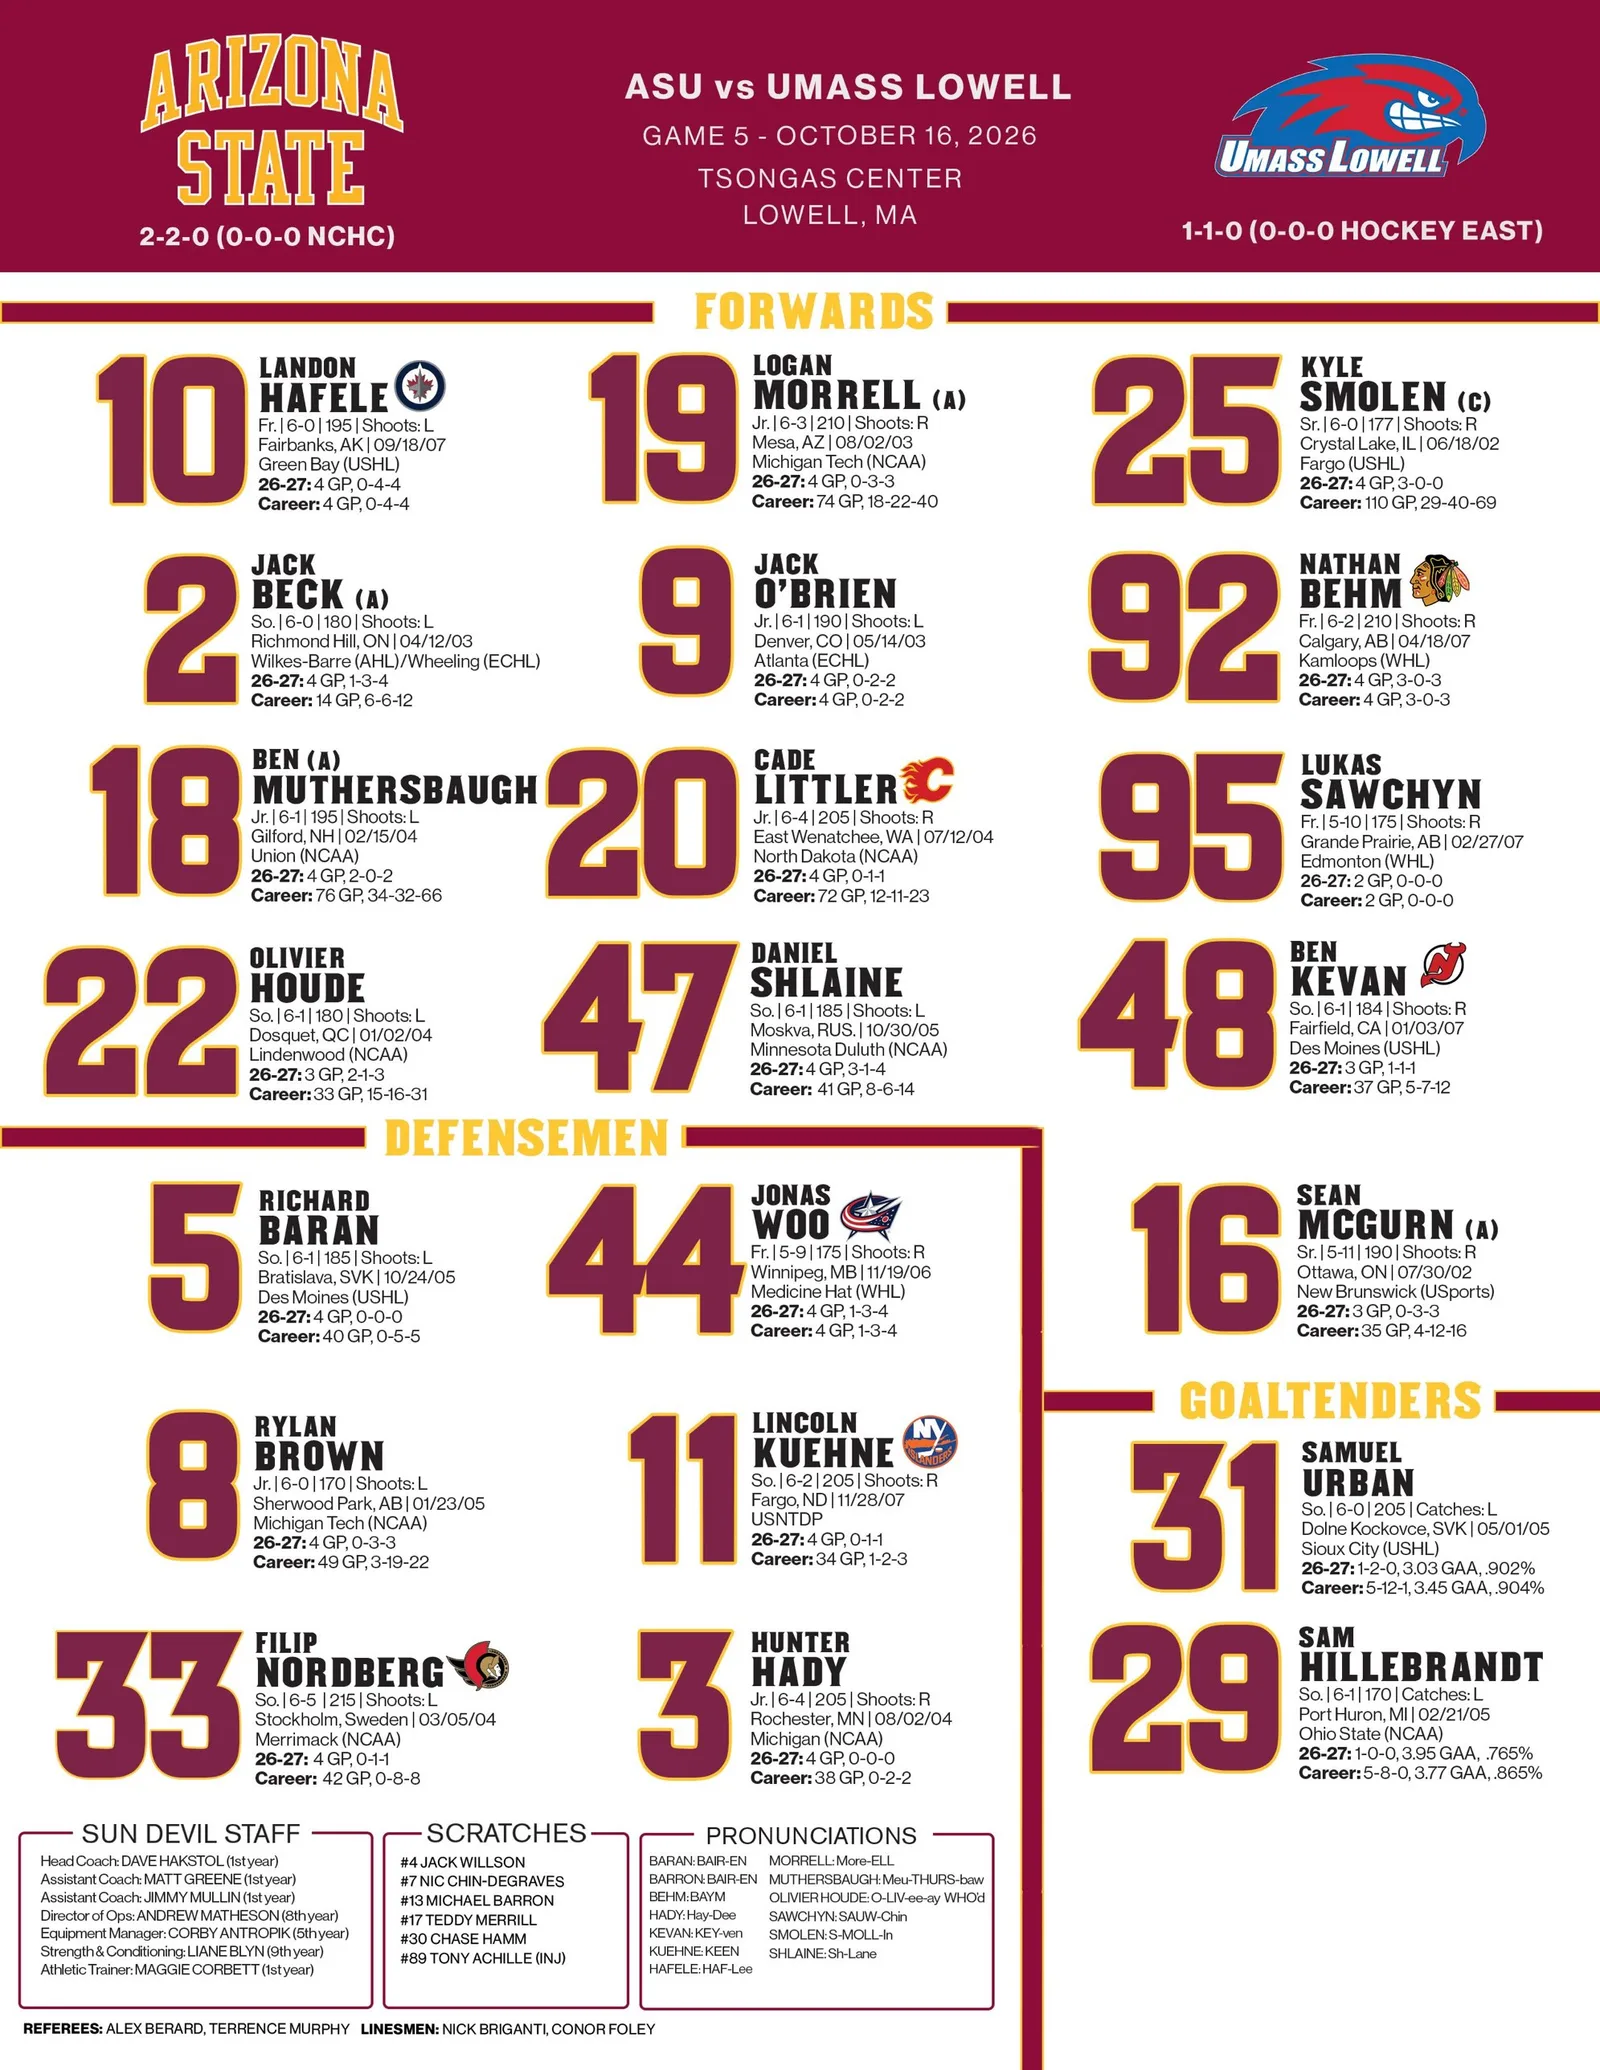 ARIZONA
STATE
2-2-0 (0-0-0 NCHC)
ASU vs UMASS LOWELL
GAME 5 - OCTOBER 16, 2026
TSONGAS CENTER
LOWELL, MA
UMASS LOWELL
1-1-0 (0-0-0 HOCKEY EAST)
FORWARDS
10
LANDON
HAFELE
Fr. | 6-0 | 195 | Shoots: L
Fairbanks, AK | 09/18/07
Green Bay (USHL)
26-27: 4 GP, 0-4-4
Career: 4 GP, 0-4-4
19
LOGAN
MORRELL (A)
Jr. | 6-3 | 210 | Shoots: R
Mesa, AZ | 08/02/03
Michigan Tech (NCAA)
26-27: 4 GP, 0-3-3
Career: 74 GP, 18-22-40
25
KYLE
SMOLEN (C)
Sr. | 6-0 | 177 | Shoots: R
Crystal Lake, IL | 06/18/02
Fargo (USHL)
26-27: 4 GP, 3-0-0
Career: 110 GP, 29-40-69
2
JACK
BECK (A)
So. | 6-0 | 180 | Shoots: L
Richmond Hill, ON | 04/12/03
Wilkes-Barre (AHL)/Wheeling (ECHL)
26-27: 4 GP, 1-3-4
Career: 14 GP, 6-6-12
9
JACK
O'BRIEN
Jr. | 6-1 | 190 | Shoots: L
Denver, CO | 05/14/03
Atlanta (ECHL)
26-27: 4 GP, 0-2-2
Career: 4 GP, 0-2-2
92
NATHAN
BEHM
Fr. | 6-2 | 210 | Shoots: R
Calgary, AB | 04/18/07
Kamloops (WHL)
26-27: 4 GP, 3-0-3
Career: 4 GP, 3-0-3
18
BEN (A)
MUTHERSBAUGH
Jr. | 6-1 | 195 | Shoots: L
Gilford, NH | 02/15/04
Union (NCAA)
26-27: 4 GP, 2-0-2
Career: 76 GP, 34-32-66
20
CADE
LITTLER
Jr. | 6-4 | 205 | Shoots: R
East Wenatchee, WA | 07/12/04
North Dakota (NCAA)
26-27: 4 GP, 0-1-1
Career: 72 GP, 12-11-23
95
LUKAS
SAWCHYN
Fr. | 5-10 | 175 | Shoots: R
Grande Prairie, AB | 02/27/07
Edmonton (WHL)
26-27: 2 GP, 0-0-0
Career: 2 GP, 0-0-0
22
OLIVIER
HOUDE
So. | 6-1 | 180 | Shoots: L
Dosquet, QC | 01/02/04
Lindenwood (NCAA)
26-27: 3 GP, 2-1-3
Career: 33 GP, 15-16-31
47
DANIEL
SHLAINE
So. | 6-1 | 185 | Shoots: L
Moskva, RUS. | 10/30/05
Minnesota Duluth (NCAA)
26-27: 4 GP, 3-1-4
Career: 41 GP, 8-6-14
48
BEN
KEVAN
So. | 6-1 | 184 | Shoots: R
Fairfield, CA | 01/03/07
Des Moines (USHL)
26-27: 3 GP, 1-1-1
Career: 37 GP, 5-7-12
16
SEAN
MCGURN (A)
Sr. | 5-11 | 190 | Shoots: R
Ottawa, ON | 07/30/02
New Brunswick (USports)
26-27: 3 GP, 0-3-3
Career: 35 GP, 4-12-16
DEFENSEMEN
5
RICHARD
BARAN
So. | 6-1 | 185 | Shoots: L
Bratislava, SVK | 10/24/05
Des Moines (USHL)
26-27: 4 GP, 0-0-0
Career: 40 GP, 0-5-5
44
JONAS
WOO
Fr. | 5-9 | 175 | Shoots: R
Winnipeg, MB | 11/19/06
Medicine Hat (WHL)
26-27: 4 GP, 1-3-4
Career: 4 GP, 1-3-4
8
RYLAN
BROWN
Jr. | 6-0 | 170 | Shoots: L
Sherwood Park, AB | 01/23/05
Michigan Tech (NCAA)
26-27: 4 GP, 0-3-3
Career: 49 GP, 3-19-22
11
LINCOLN
KUEHNE
NY
ISLANDERS
So. | 6-2 | 205 | Shoots: R
Fargo, ND | 11/28/07
USNTDP
26-27: 4 GP, 0-1-1
Career: 34 GP, 1-2-3
33
FILIP
NORDBERG
So. | 6-5 | 215 | Shoots: L
Stockholm, Sweden | 03/05/04
Merrimack (NCAA)
26-27: 4 GP, 0-1-1
Career: 42 GP, 0-8-8
3
HUNTER
HADY
Jr. | 6-4 | 205 | Shoots: R
Rochester, MN | 08/02/04
Michigan (NCAA)
26-27: 4 GP, 0-0-0
Career: 38 GP, 0-2-2
GOALTENDERS
31
SAMUEL
URBAN
So. | 6-0 | 205 | Catches: L
Dolne Kockovce, SVK | 05/01/05
Sioux City (USHL)
26-27: 1-2-0, 3.03 GAA, .902%
Career: 5-12-1, 3.45 GAA, .904%
29
SAM
HILLEBRANDT
So. | 6-1 | 170 | Catches: L
Port Huron, MI | 02/21/05
Ohio State (NCAA)
26-27: 1-0-0, 3.95 GAA, .765%
Career: 5-8-0, 3.77 GAA, .865%
SUN DEVIL STAFF
Head Coach: DAVE HAKSTOL (1st year)
Assistant Coach: MATT GREENE (1st year)
Assistant Coach: JIMMY MULLIN (1st year)
Director of Ops: ANDREW MATHESON (8th year)
Equipment Manager: CORBY ANTROPIK (5th year)
Strength & Conditioning: LIANE BLYN (9th year)
Athletic Trainer: MAGGIE CORBETT (1st year)
SCRATCHES
#4 JACK WILLSON
#7 NIC CHIN-DEGRAVES
#13 MICHAEL BARRON
#17 TEDDY MERRILL
#30 CHASE HAMM
#89 TONY ACHILLE (INJ)
PRONUNCIATIONS
BARAN: BAIR-EN
BARRON: BAIR-EN
BEHM: BAYM
HADY: Hay-Dee
KEVAN: KEY-ven
KUEHNE: KEEN
HAFELE: HAF-Lee
MORRELL: More-ELL
MUTHERSBAUGH: Meu-THURS-baw
OLIVIER HOUDE: O-LIV-ee-ay WHO'd
SAWCHYN: SAUW-Chin
SMOLEN: S-MOLL-In
SHLAINE: Sh-Lane
REFEREES: ALEX BERARD, TERRENCE MURPHY LINESMEN: NICK BRIGANTI, CONOR FOLEY